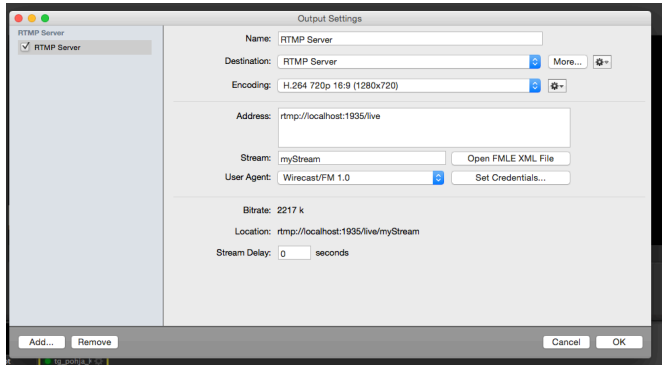 Output Settings
RTMP Server
RTMP Server
Name: RTMP Server
Destination: RTMP Server More...
Encoding: H.264 720p 16:9 (1280x720)
Address: rtmp://localhost:1935/live
Stream: myStream Open FMLE XML File
User Agent: Wirecast/FM 1.0 Set Credentials...
Bitrate: 2217 k
Location: rtmp://localhost:1935/live/myStream
Stream Delay: 0 seconds
Add... Remove Cancel OK